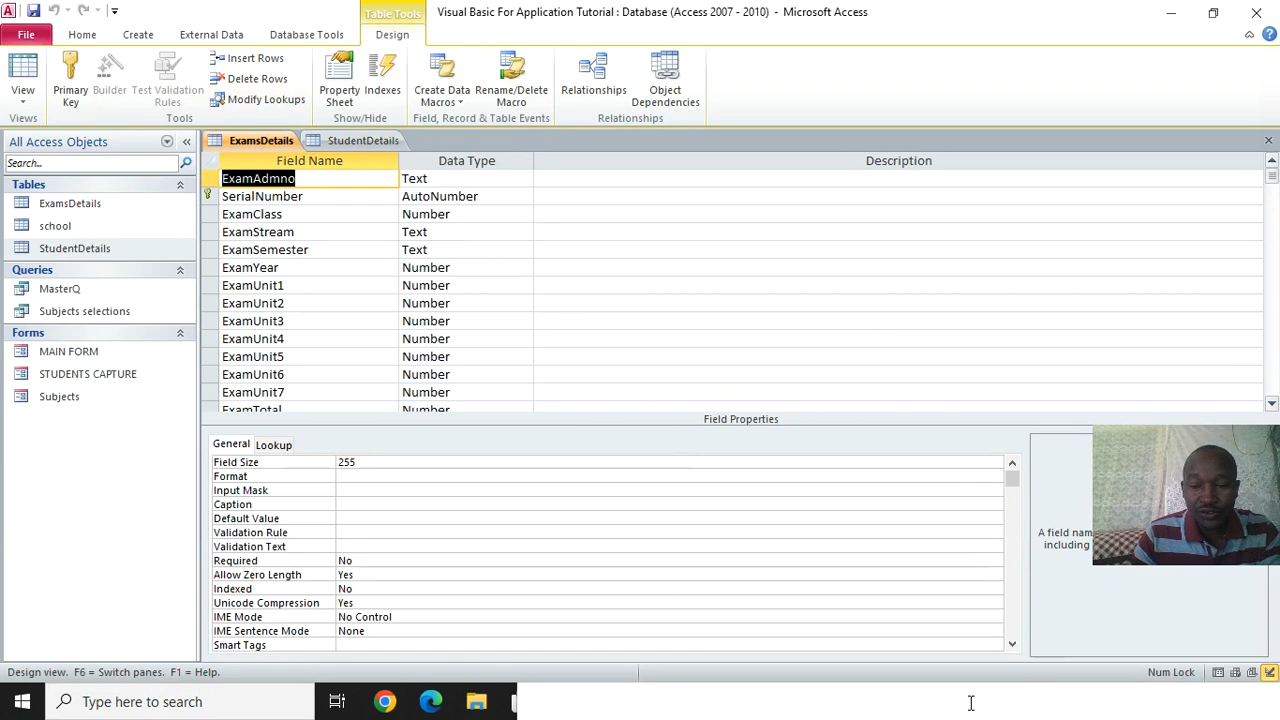 Table Tools
Visual Basic For Application Tutorial : Database (Access 2007 - 2010) - Microsoft Access
File
Home
Create
External Data
Database Tools
Design
View
Primary Key
Builder
Test Validation Rules
Insert Rows
Delete Rows
Modify Lookups
Property Sheet
Indexes
Create Data Macros
Rename/Delete Macro
Relationships
Object Dependencies
Views
Tools
Show/Hide
Field, Record & Table Events
Relationships
All Access Objects
Search...
Tables
ExamsDetails
school
StudentDetails
Queries
MasterQ
Subjects selections
Forms
MAIN FORM
STUDENTS CAPTURE
Subjects
ExamsDetails
StudentDetails
Field Name Data Type Description
ExamAdmno Text
SerialNumber AutoNumber
ExamClass Number
ExamStream Text
ExamSemester Text
ExamYear Number
ExamUnit1 Number
ExamUnit2 Number
ExamUnit3 Number
ExamUnit4 Number
ExamUnit5 Number
ExamUnit6 Number
ExamUnit7 Number
ExamTotal Number
Field Properties
General Lookup
Field Size 255
Format
Input Mask
Caption
Default Value
Validation Rule
Validation Text
Required No
Allow Zero Length Yes
Indexed No
Unicode Compression Yes
IME Mode No Control
IME Sentence Mode None
Smart Tags
A field nam
including
Design view. F6 = Switch panes. F1 = Help.
Num Lock
Type here to search